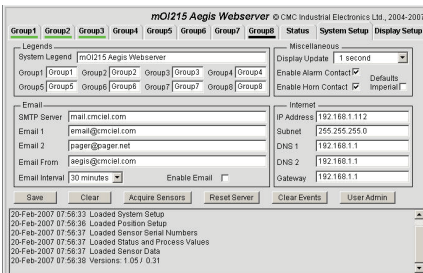 mOI215 Aegis Webserver © CMC Industrial Electronics Ltd., 2004-2007
Group1 Group2 Group3 Group4 Group5 Group6 Group7 Group8 Status System Setup Display Setup
Legends
System Legend mOI215 Aegis Webserver
Group1 Group1 Group2 Group2 Group3 Group3 Group4 Group4
Group5 Group5 Group6 Group6 Group7 Group7 Group8 Group8
Miscellaneous
Display Update 1 second
Enable Alarm Contact
Enable Horn Contact
Defaults
Imperial
Email
SMTP Server mail.cmciel.com
Email 1 email@cmciel.com
Email 2 pager@pager.net
Email From aegis@cmciel.com
Email Interval 30 minutes Enable Email
Internet
IP Address 192.168.1.112
Subnet 255.255.255.0
DNS 1 192.168.1.1
DNS 2 192.168.1.1
Gateway 192.168.1.1
Save Clear Acquire Sensors Reset Server Clear Events User Admin
20-Feb-2007 07:56:33 Loaded System Setup
20-Feb-2007 07:56:36 Loaded Position Setup
20-Feb-2007 07:56:37 Loaded Sensor Serial Numbers
20-Feb-2007 07:56:37 Loaded Status and Process Values
20-Feb-2007 07:56:37 Loaded Sensor Data
20-Feb-2007 07:56:38 Versions: 1.05 / 0.31